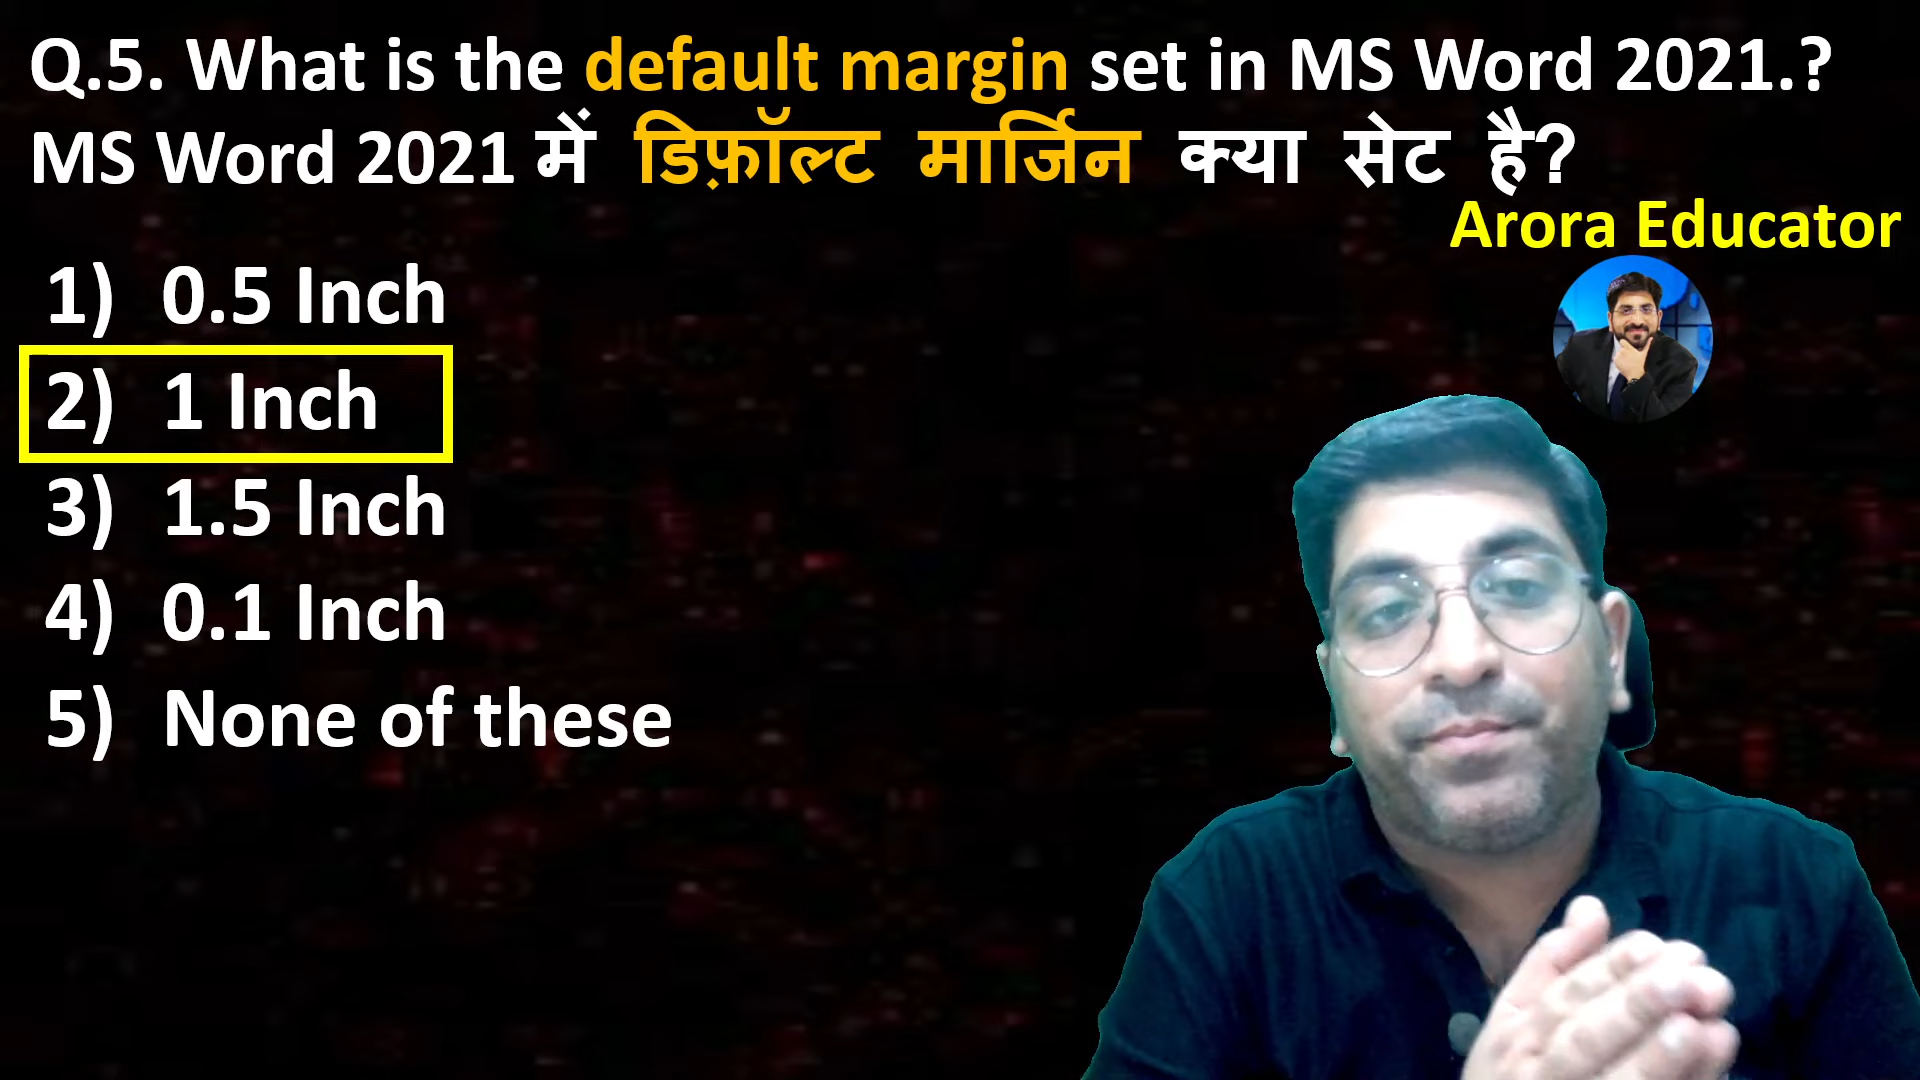 Q.5. What is the default margin set in MS Word 2021.?
MS Word 2021 में डिफ़ॉल्ट मार्जिन क्या सेट है?
Arora Educator
1) 0.5 Inch
2) 1 Inch
3) 1.5 Inch
4) 0.1 Inch
5) None of these